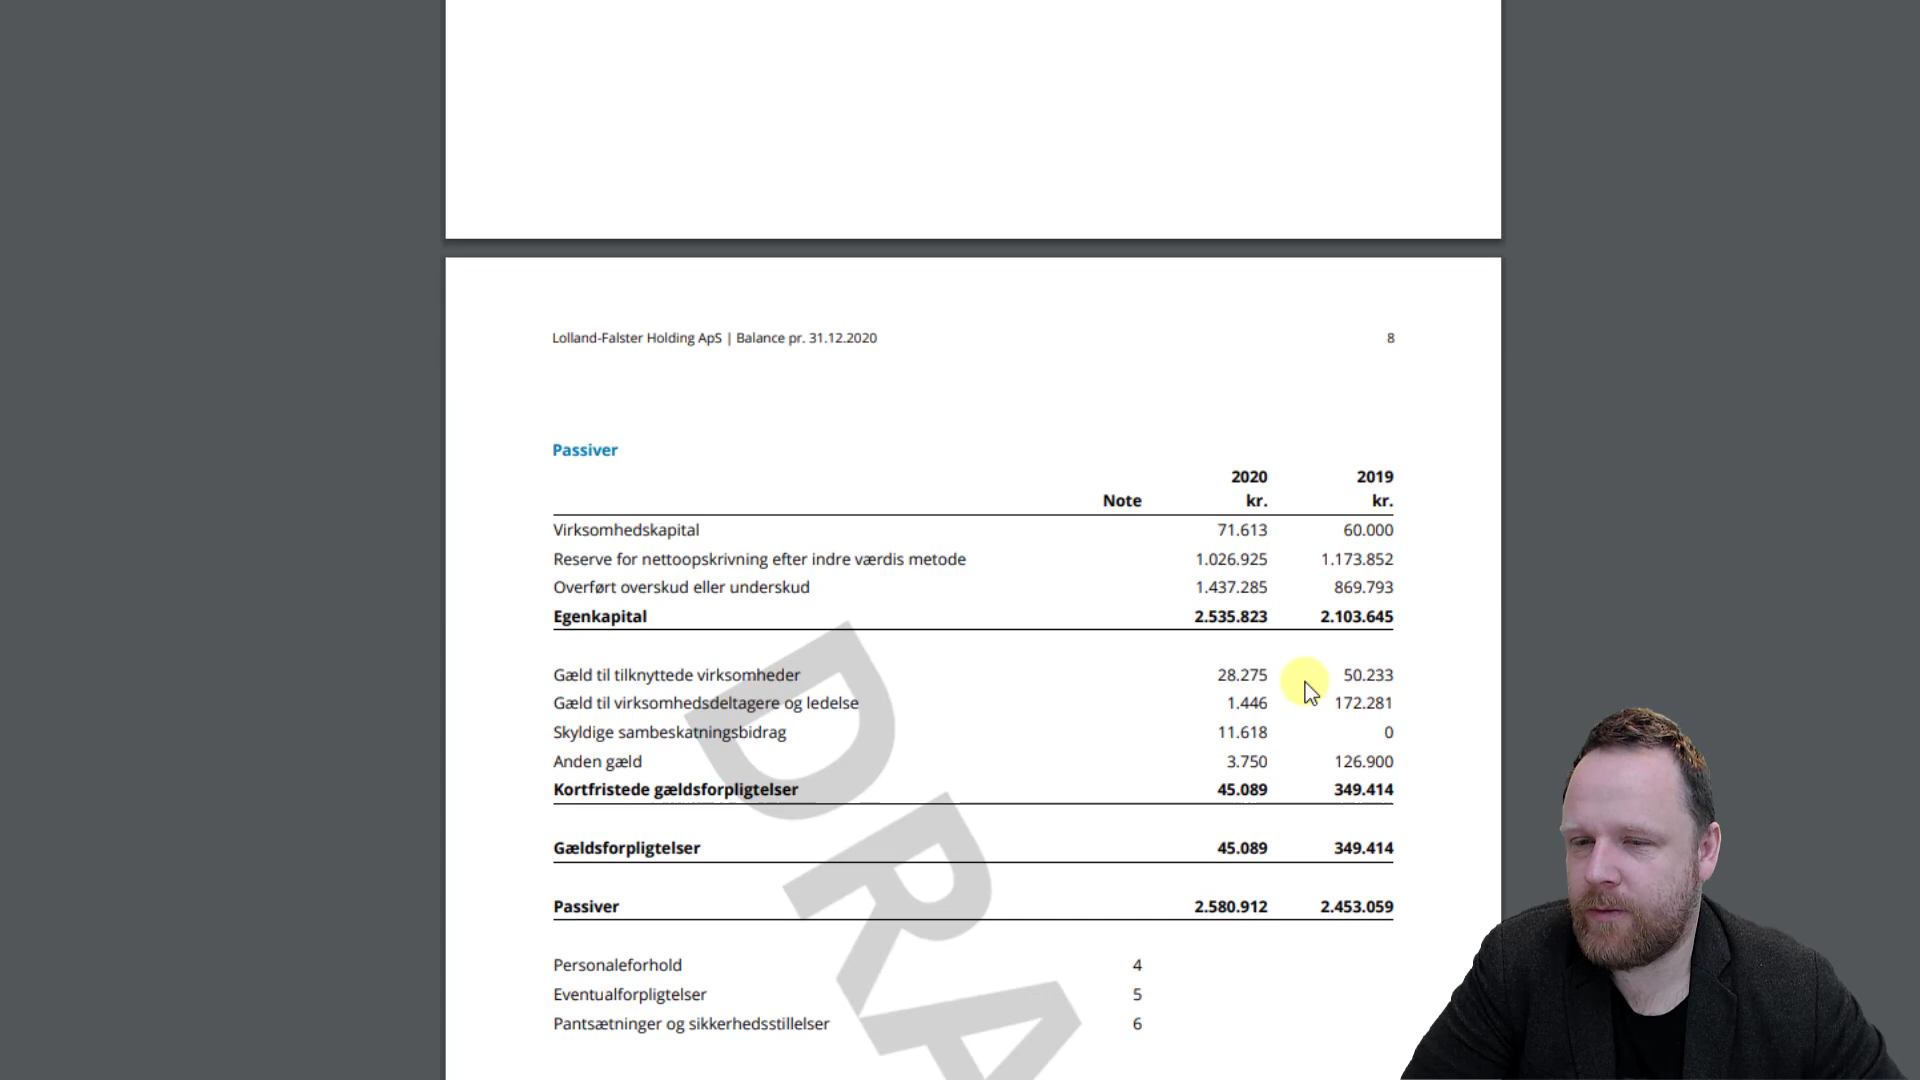 Lolland-Falster Holding ApS | Balance pr. 31.12.2020 8
Passiver
2020 2019
Note kr. kr.
Virksomhedskapital 71.613 60.000
Reserve for nettoopskrivning efter indre værdis metode 1.026.925 1.173.852
Overført overskud eller underskud 1.437.285 869.793
Egenkapital 2.535.823 2.103.645
Gæld til tilknyttede virksomheder 28.275 50.233
Gæld til virksomhedsdeltagere og ledelse 1.446 172.281
Skyldige sambeskatningsbidrag 11.618 0
Anden gæld 3.750 126.900
Kortfristede gældsforpligtelser 45.089 349.414
Gældsforpligtelser 45.089 349.414
Passiver 2.580.912 2.453.059
Personaleforhold 4
Eventualforpligtelser 5
Pantsætninger og sikkerhedsstillelser 6
DRA